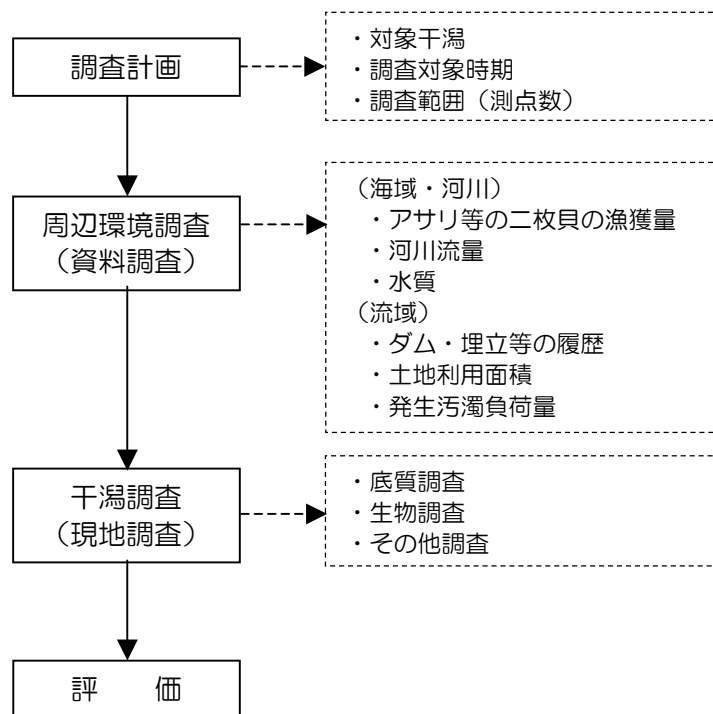 調査計画
・対象干潟
・調査対象時期
・調査範囲（測点数）
周辺環境調査
（資料調査）
（海域・河川）
・アサリ等の二枚貝の漁獲量
・河川流量
・水質
（流域）
・ダム・埋立等の履歴
・土地利用面積
・発生汚濁負荷量
干潟調査
（現地調査）
・底質調査
・生物調査
・その他調査
評　　価